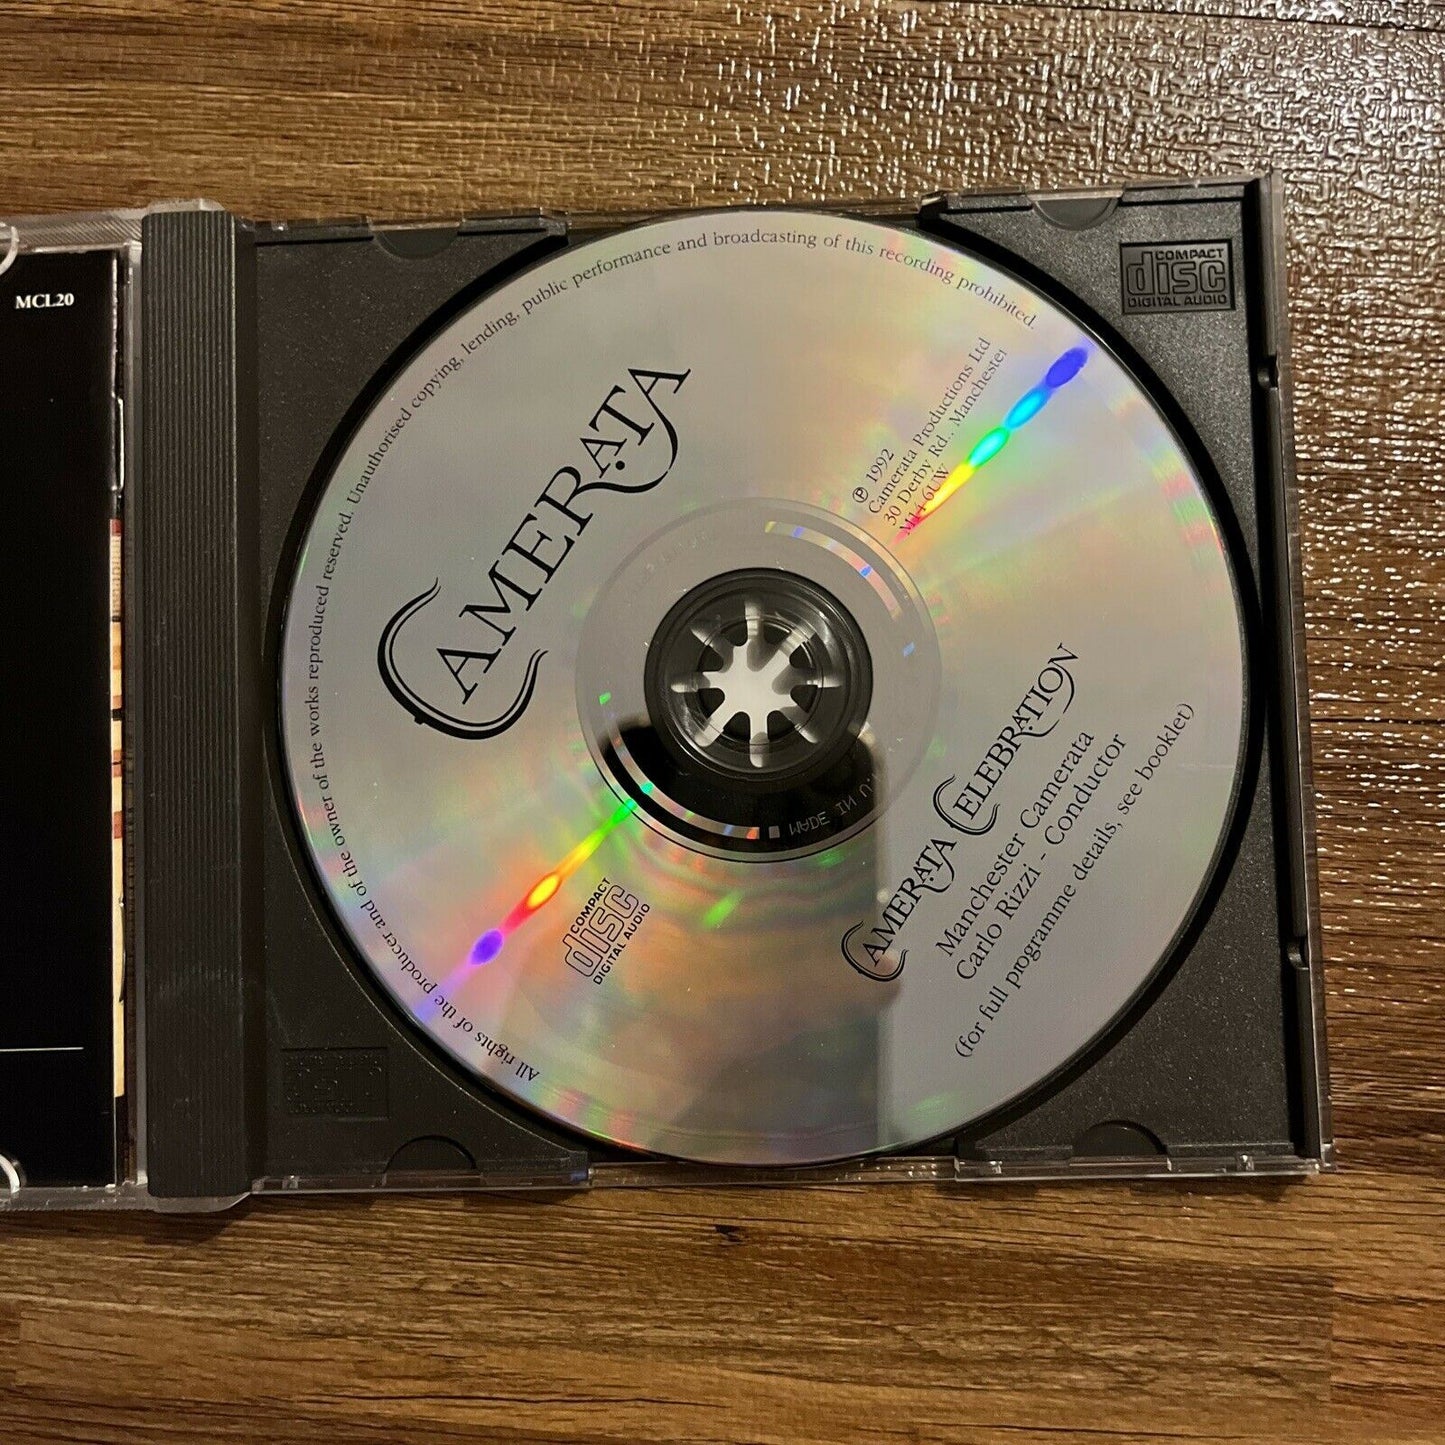 MCL20
COMPACT
disc
DIGITAL AUDIO
All rights of the producer and of the owner of the works reproduced reserved. Unauthorised copying, lending, public performance and broadcasting of this recording prohibited.
CAMERATA
℗ 1992
Camerata Productions Ltd
30 Derby Rd., Manchester
M14 6UW
COMPACT
disc
DIGITAL AUDIO
MADE IN U.
CAMERATA CELEBRATION
Manchester Camerata
Carlo Rizzi - Conductor
(for full programme details, see booklet)